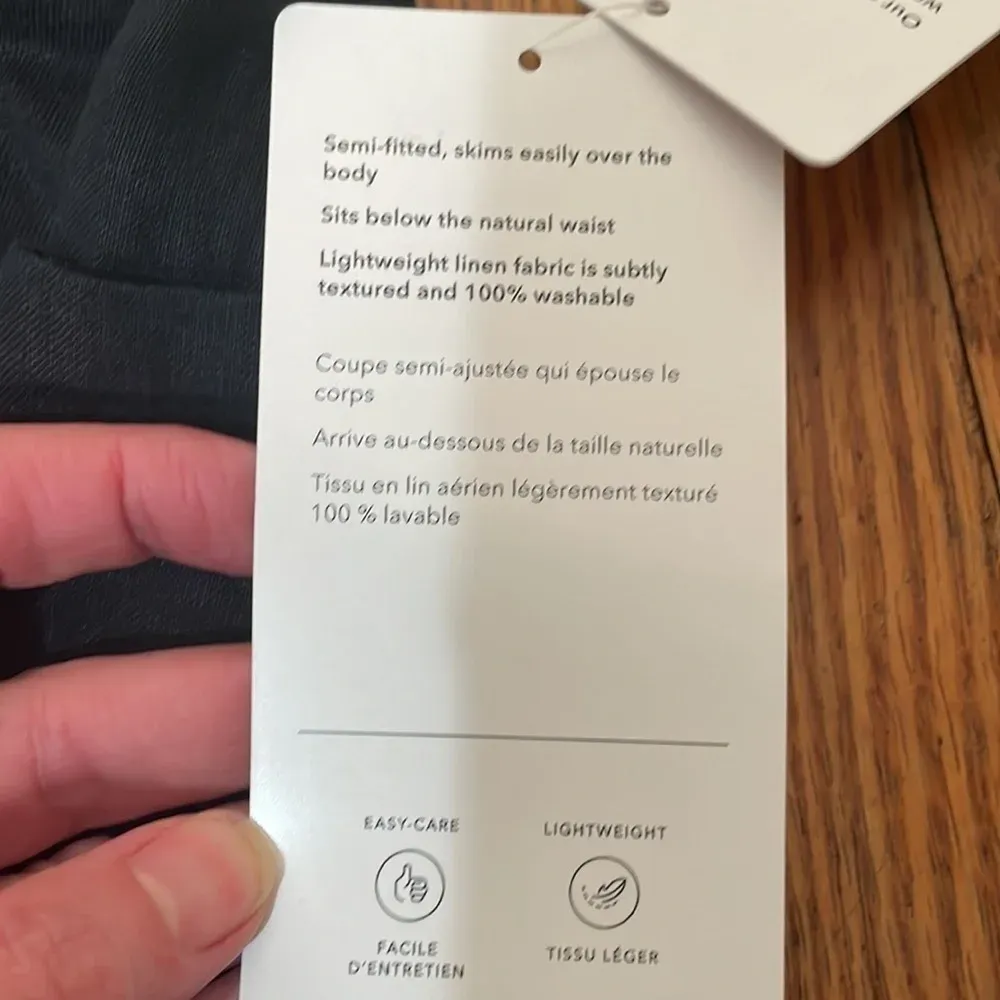 Semi-fitted, skims easily over the
body
Sits below the natural waist
Lightweight linen fabric is subtly
textured and 100% washable
Coupe semi-ajustée qui épouse le
corps
Arrive au-dessous de la taille naturelle
Tissu en lin aérien légèrement texturé
100 % lavable
EASY-CARE
LIGHTWEIGHT
FACILE
D'ENTRETIEN
TISSU LÉGER